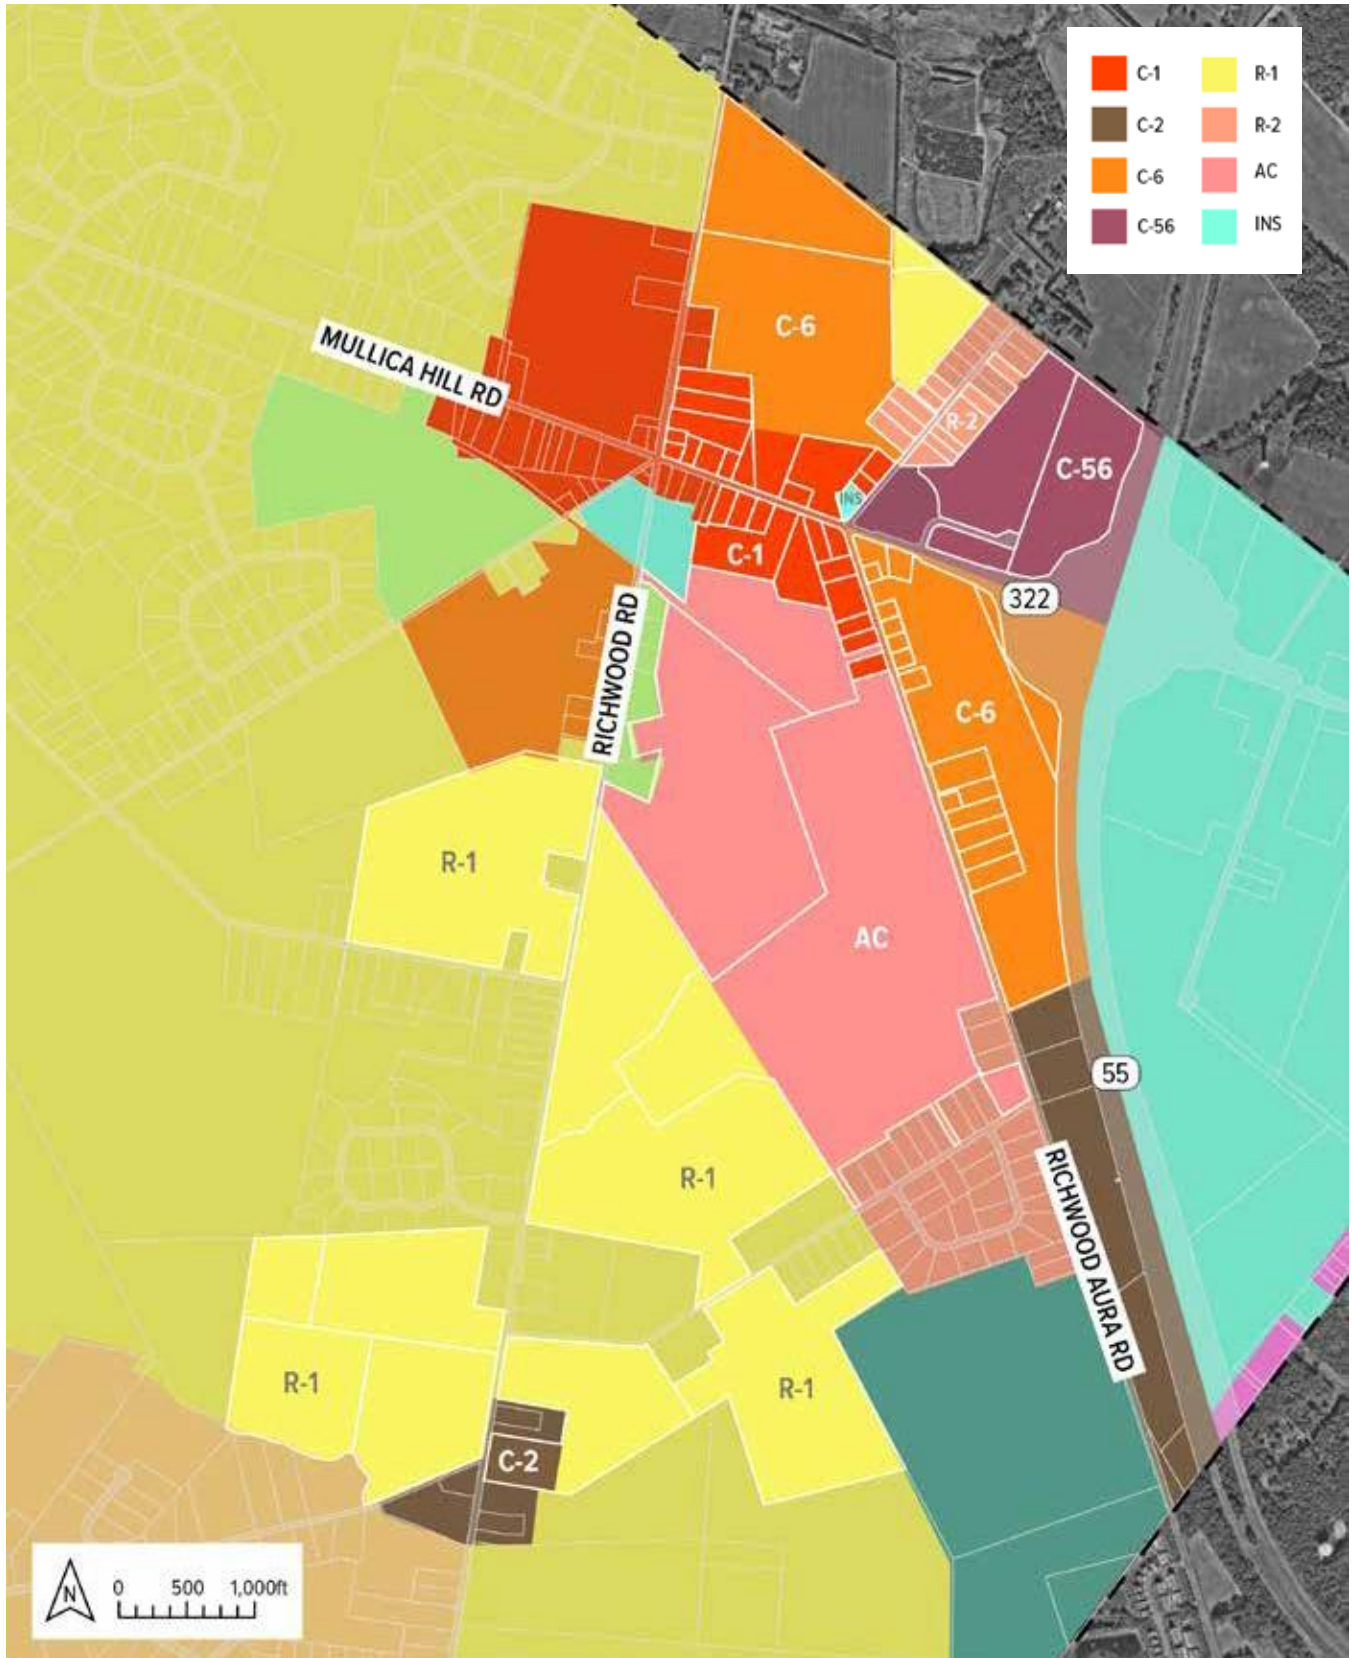 C-1 R-1
C-2 R-2
C-6 AC
C-56 INS
C-6
MULLICA HILL RD
R-2
C-56
INS
C-1
322
RICHWOOD RD
C-6
R-1
AC
55
R-1
RICHWOOD AURA RD
R-1
R-1
C-2
N
0 500 1,000ft